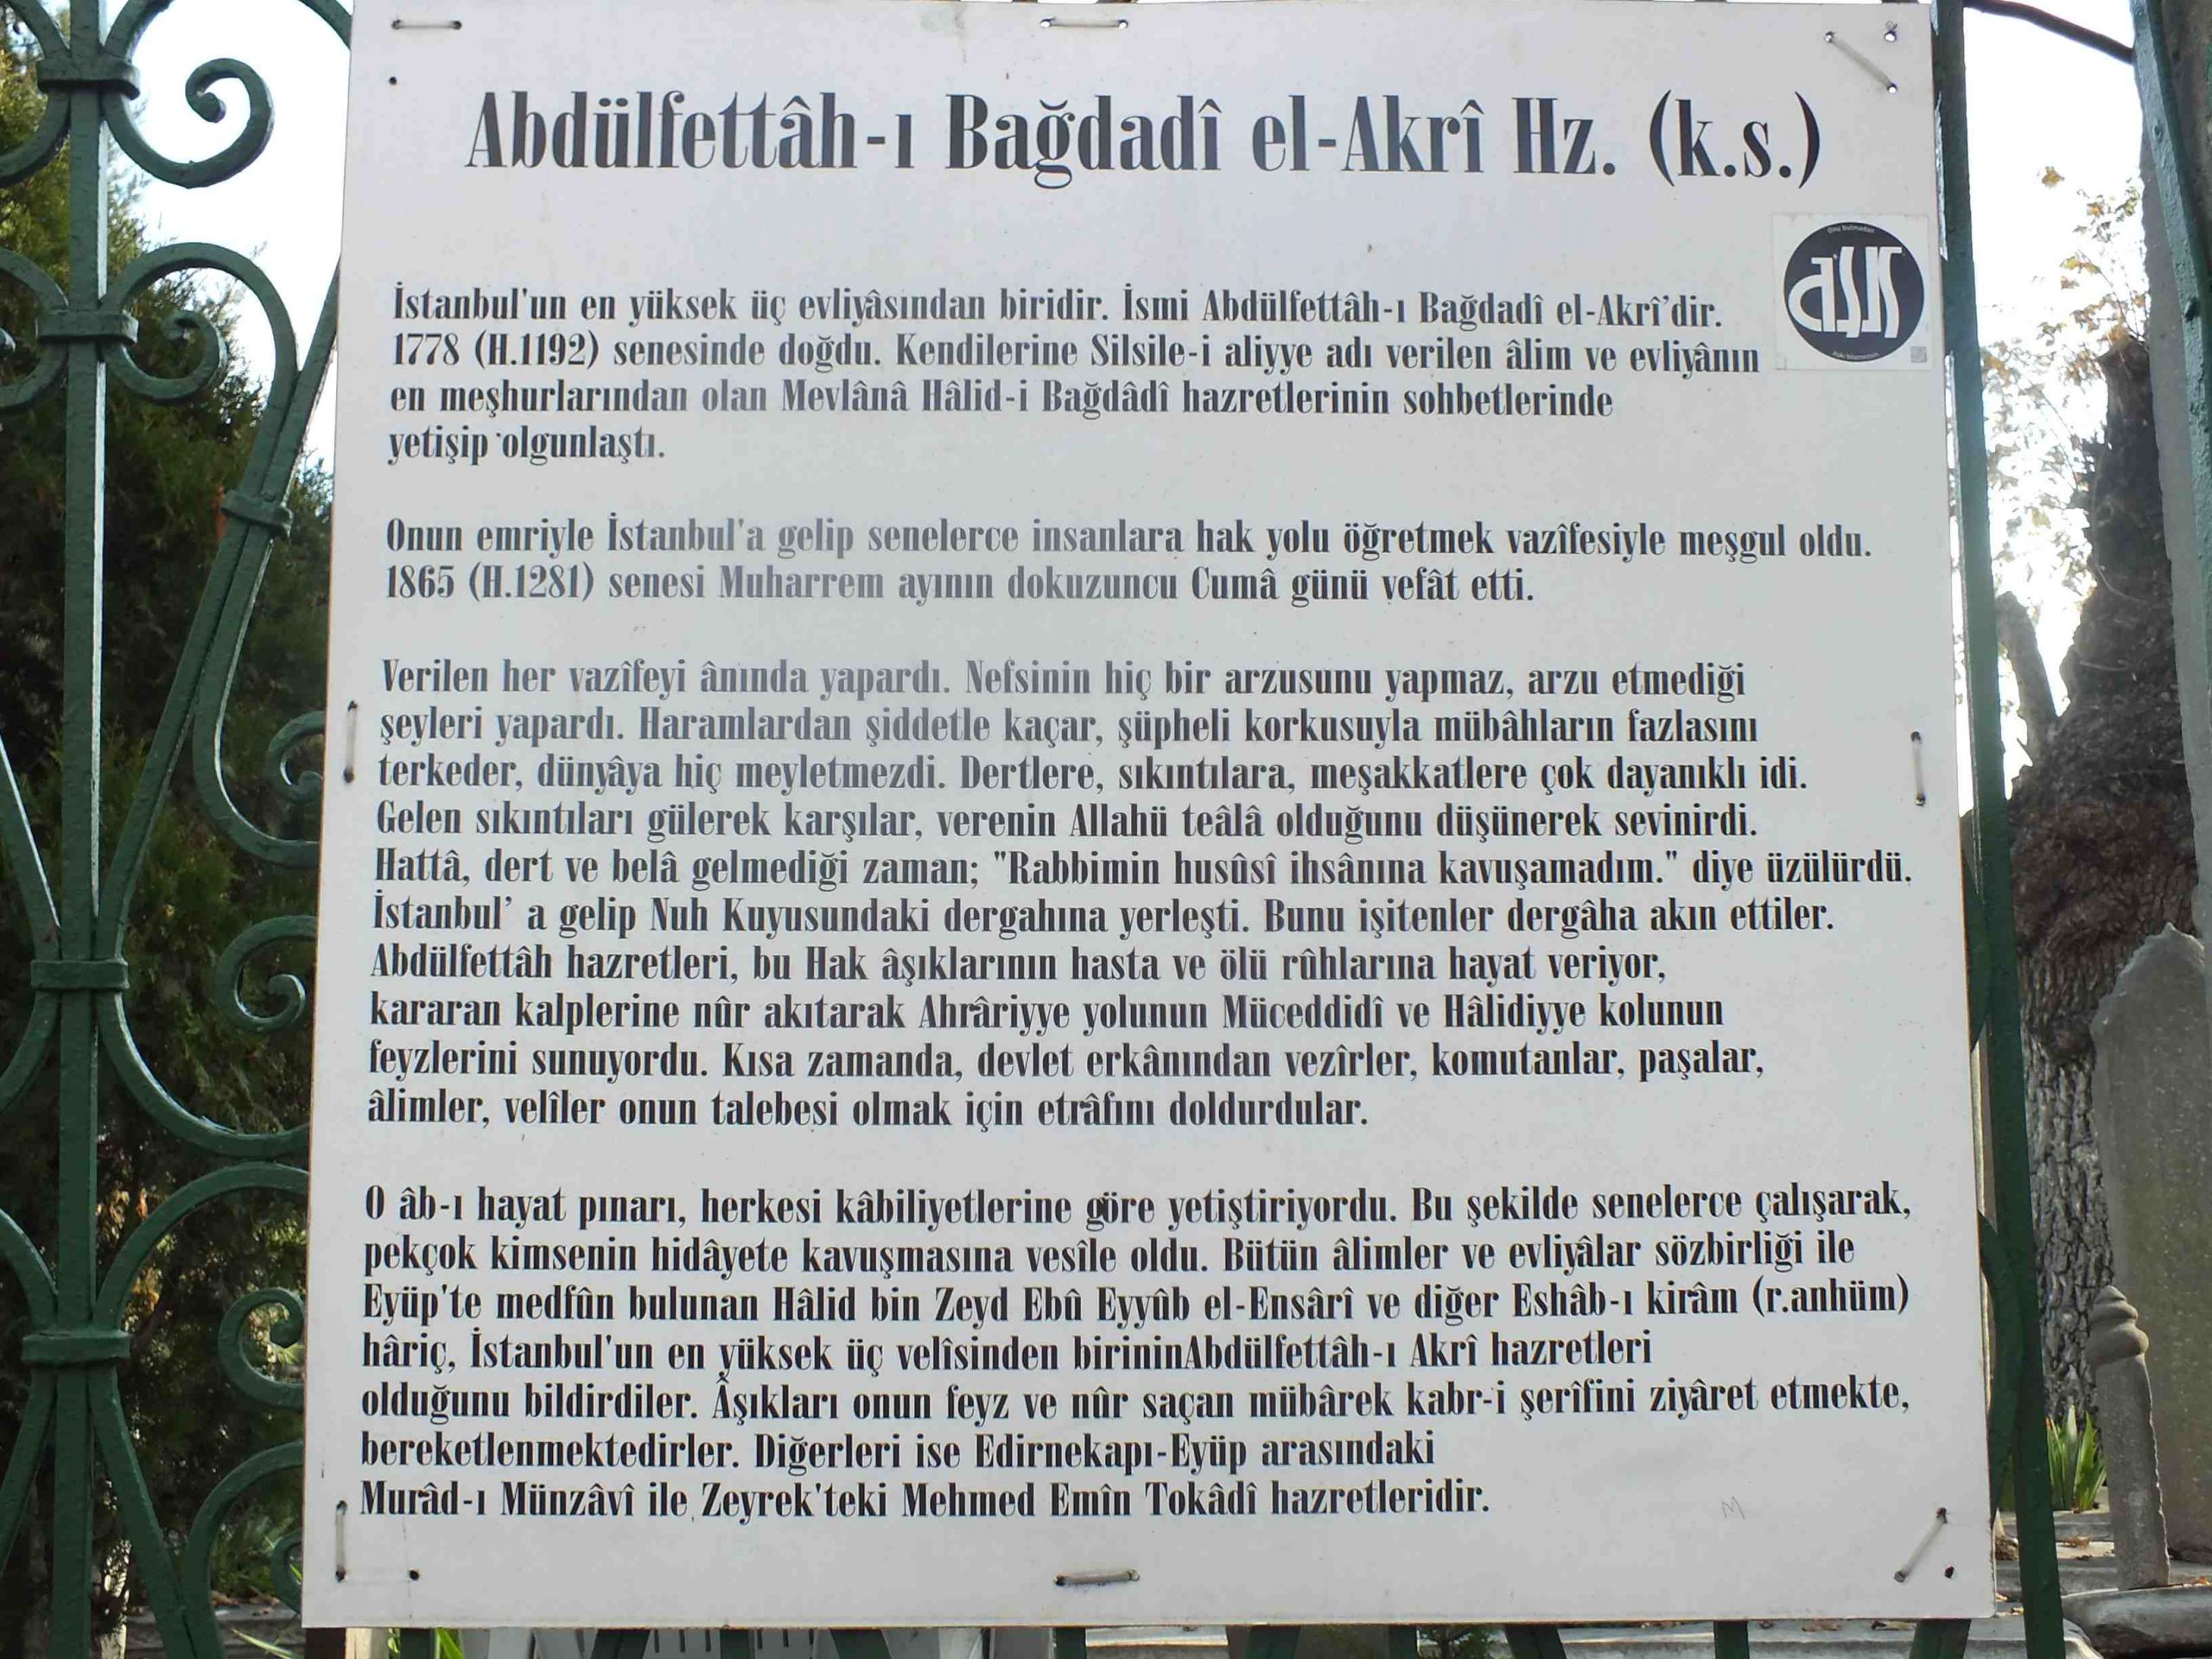 Abdülfettâh-ı Bağdadî el-Akrî Hz. (k.s.)
Onu bulmadan
aşk
Aşkı bilemezsin
İstanbul'un en yüksek üç evliyâsından biridir. İsmi Abdülfettâh-ı Bağdadî el-Akrî'dir.
1778 (H.1192) senesinde doğdu. Kendilerine Silsile-i aliyye adı verilen âlim ve evliyânın
en meşhurlarından olan Mevlânâ Hâlid-i Bağdâdî hazretlerinin sohbetlerinde
yetişip olgunlaştı.
Onun emriyle İstanbul'a gelip senelerce insanlara hak yolu öğretmek vazîfesiyle meşgul oldu.
1865 (H.1281) senesi Muharrem ayının dokuzuncu Cumâ günü vefât etti.
Verilen her vazîfeyi ânında yapardı. Nefsinin hiç bir arzusunu yapmaz, arzu etmediği
şeyleri yapardı. Haramlardan şiddetle kaçar, şüpheli korkusuyla mübâhların fazlasını
terkeder, dünyâya hiç meyletmezdi. Dertlere, sıkıntılara, meşakkatlere çok dayanıklı idi.
Gelen sıkıntıları gülerek karşılar, verenin Allahü teâlâ olduğunu düşünerek sevinirdi.
Hattâ, dert ve belâ gelmediği zaman; "Rabbimin husûsî ihsânına kavuşamadım." diye üzülürdü.
İstanbul' a gelip Nuh Kuyusundaki dergahına yerleşti. Bunu işitenler dergâha akın ettiler.
Abdülfettâh hazretleri, bu Hak âşıklarının hasta ve ölü rûhlarına hayat veriyor,
kararan kalplerine nûr akıtarak Ahrâriyye yolunun Müceddidî ve Hâlidiyye kolunun
feyzlerini sunuyordu. Kısa zamanda, devlet erkânından vezîrler, komutanlar, paşalar,
âlimler, velîler onun talebesi olmak için etrâfını doldurdular.
O âb-ı hayat pınarı, herkesi kâbiliyetlerine göre yetiştiriyordu. Bu şekilde senelerce çalışarak,
pekçok kimsenin hidâyete kavuşmasına vesîle oldu. Bütün âlimler ve evliyâlar sözbirliği ile
Eyüp'te medfûn bulunan Hâlid bin Zeyd Ebû Eyyûb el-Ensârî ve diğer Eshâb-ı kirâm (r.anhüm)
hâriç, İstanbul'un en yüksek üç velîsinden birininAbdülfettâh-ı Akrî hazretleri
olduğunu bildirdiler. Âşıkları onun feyz ve nûr saçan mübârek kabr-i şerîfini ziyâret etmekte,
bereketlenmektedirler. Diğerleri ise Edirnekapı-Eyüp arasındaki
Murâd-ı Münzâvî ile Zeyrek'teki Mehmed Emîn Tokâdî hazretleridir.
M